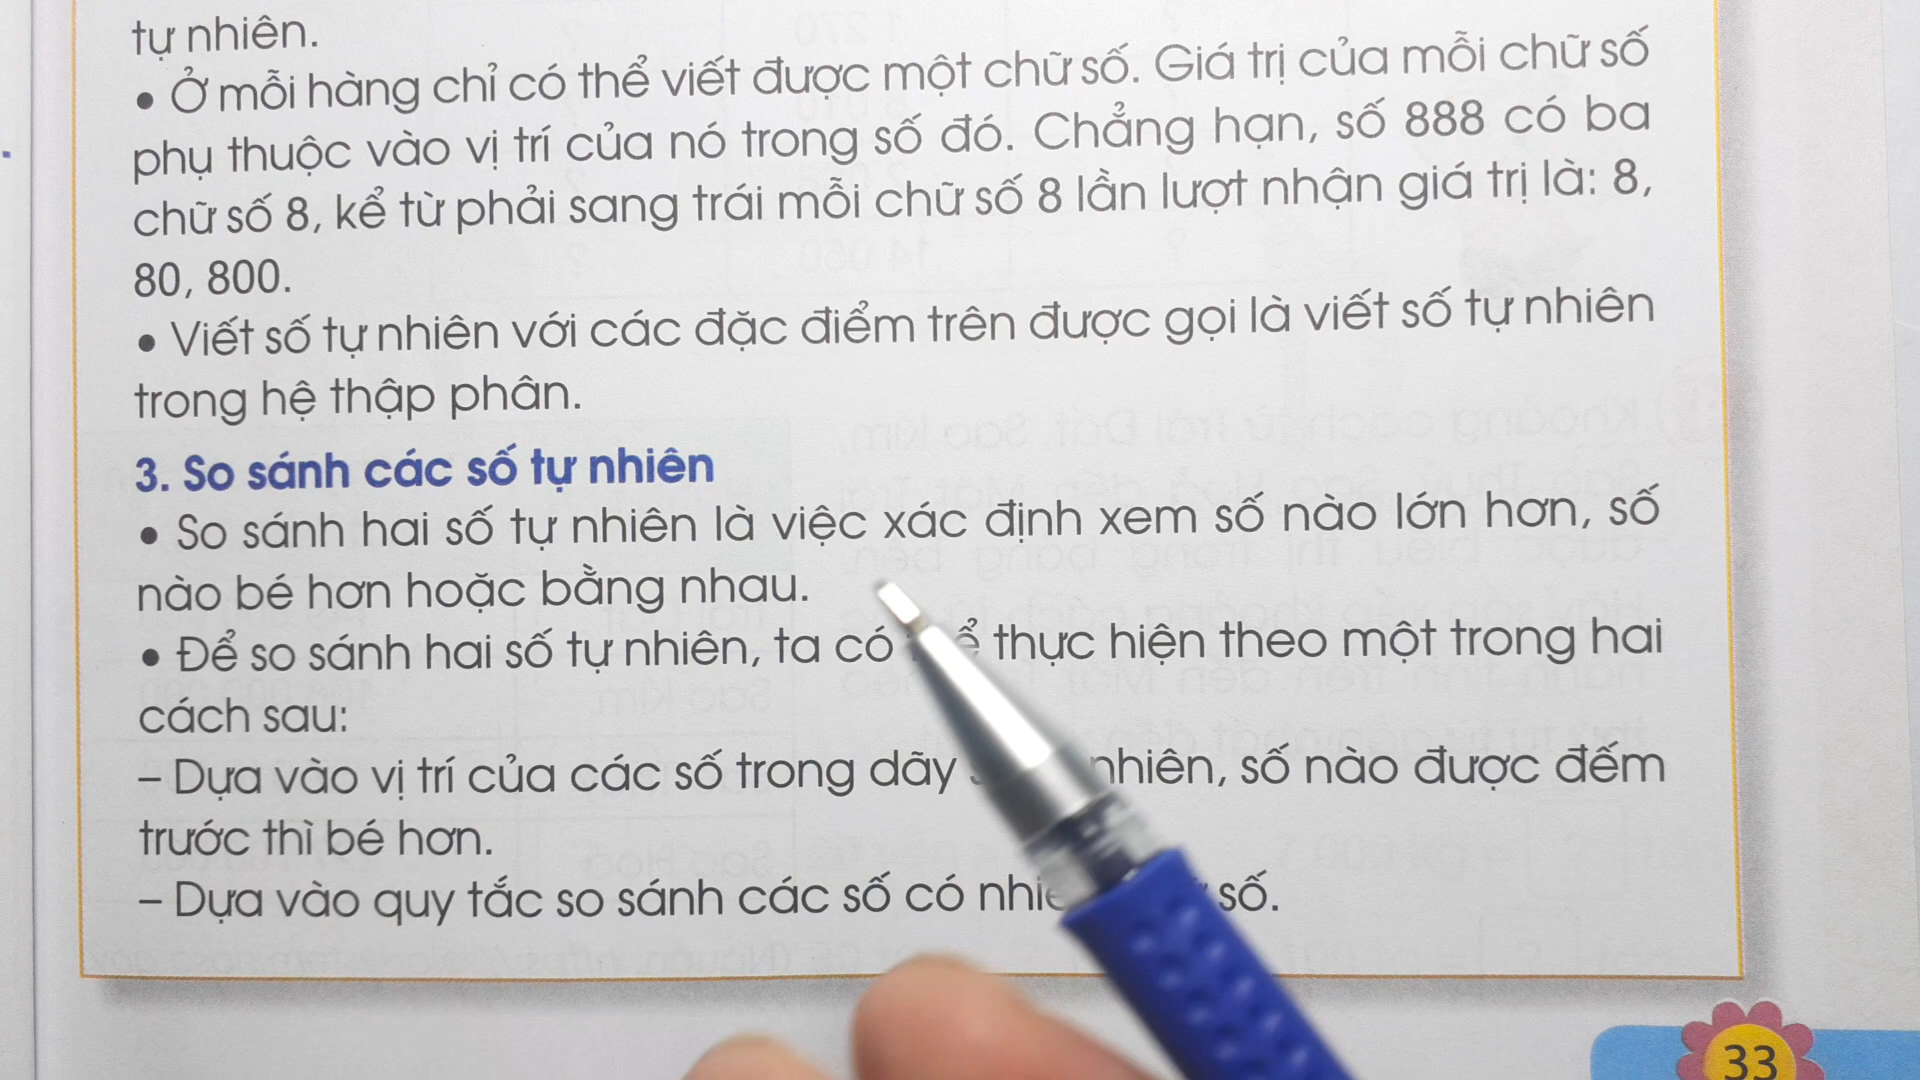 tự nhiên.
• Ở mỗi hàng chỉ có thể viết được một chữ số. Giá trị của mỗi chữ số
phụ thuộc vào vị trí của nó trong số đó. Chẳng hạn, số 888 có ba
chữ số 8, kể từ phải sang trái mỗi chữ số 8 lần lượt nhận giá trị là: 8,
80, 800.
• Viết số tự nhiên với các đặc điểm trên được gọi là viết số tự nhiên
trong hệ thập phân.
3. So sánh các số tự nhiên
• So sánh hai số tự nhiên là việc xác định xem số nào lớn hơn, số
nào bé hơn hoặc bằng nhau.
• Để so sánh hai số tự nhiên, ta có thực hiện theo một trong hai
cách sau:
– Dựa vào vị trí của các số trong dãy nhiên, số nào được đếm
trước thì bé hơn.
– Dựa vào quy tắc so sánh các số có số.
33